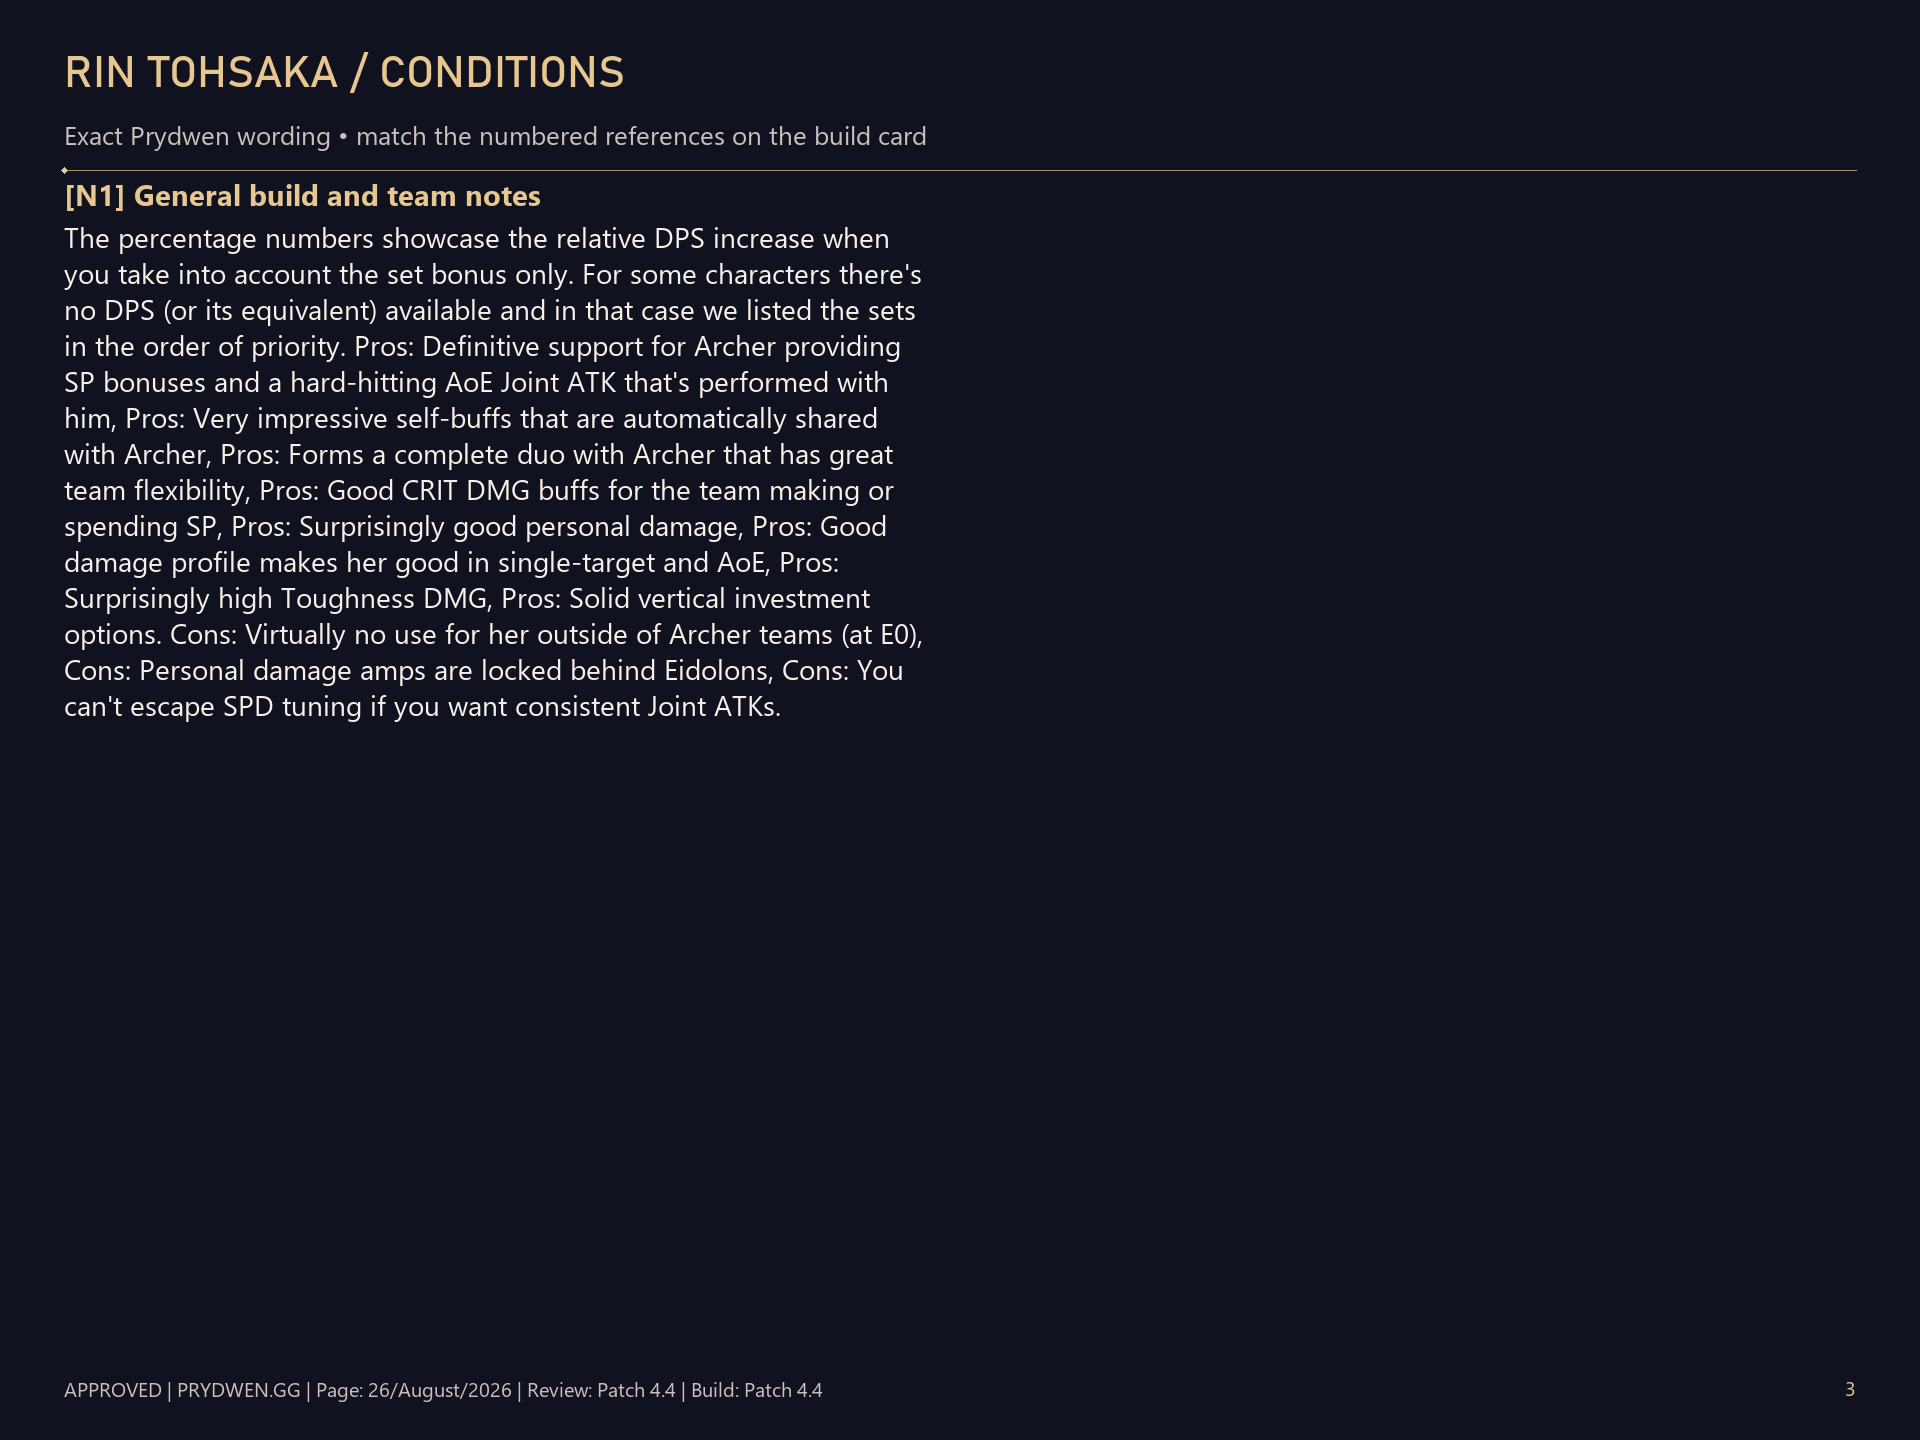 RIN TOHSAKA / CONDITIONS
Exact Prydwen wording • match the numbered references on the build card
[N1] General build and team notes
The percentage numbers showcase the relative DPS increase when
you take into account the set bonus only. For some characters there's
no DPS (or its equivalent) available and in that case we listed the sets
in the order of priority. Pros: Definitive support for Archer providing
SP bonuses and a hard-hitting AoE Joint ATK that's performed with
him, Pros: Very impressive self-buffs that are automatically shared
with Archer, Pros: Forms a complete duo with Archer that has great
team flexibility, Pros: Good CRIT DMG buffs for the team making or
spending SP, Pros: Surprisingly good personal damage, Pros: Good
damage profile makes her good in single-target and AoE, Pros:
Surprisingly high Toughness DMG, Pros: Solid vertical investment
options. Cons: Virtually no use for her outside of Archer teams (at E0),
Cons: Personal damage amps are locked behind Eidolons, Cons: You
can't escape SPD tuning if you want consistent Joint ATKs.
APPROVED | PRYDWEN.GG | Page: 26/August/2026 | Review: Patch 4.4 | Build: Patch 4.4
3